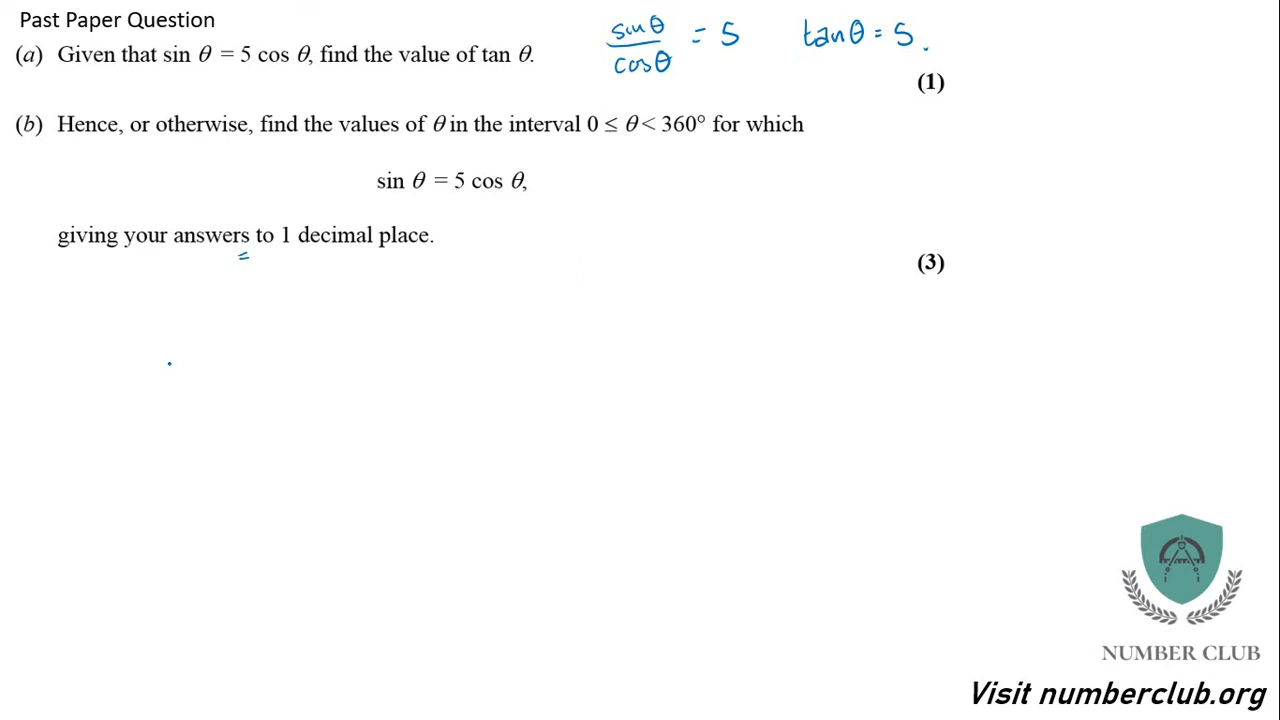 Past Paper Question
(a) Given that sin θ = 5 cos θ, find the value of tan θ.
sinθ/cosθ = 5 tanθ = 5.
(1)
(b) Hence, or otherwise, find the values of θ in the interval 0 ≤ θ < 360° for which
sin θ = 5 cos θ,
giving your answers to 1 decimal place.
(3)
NUMBER CLUB
Visit numberclub.org